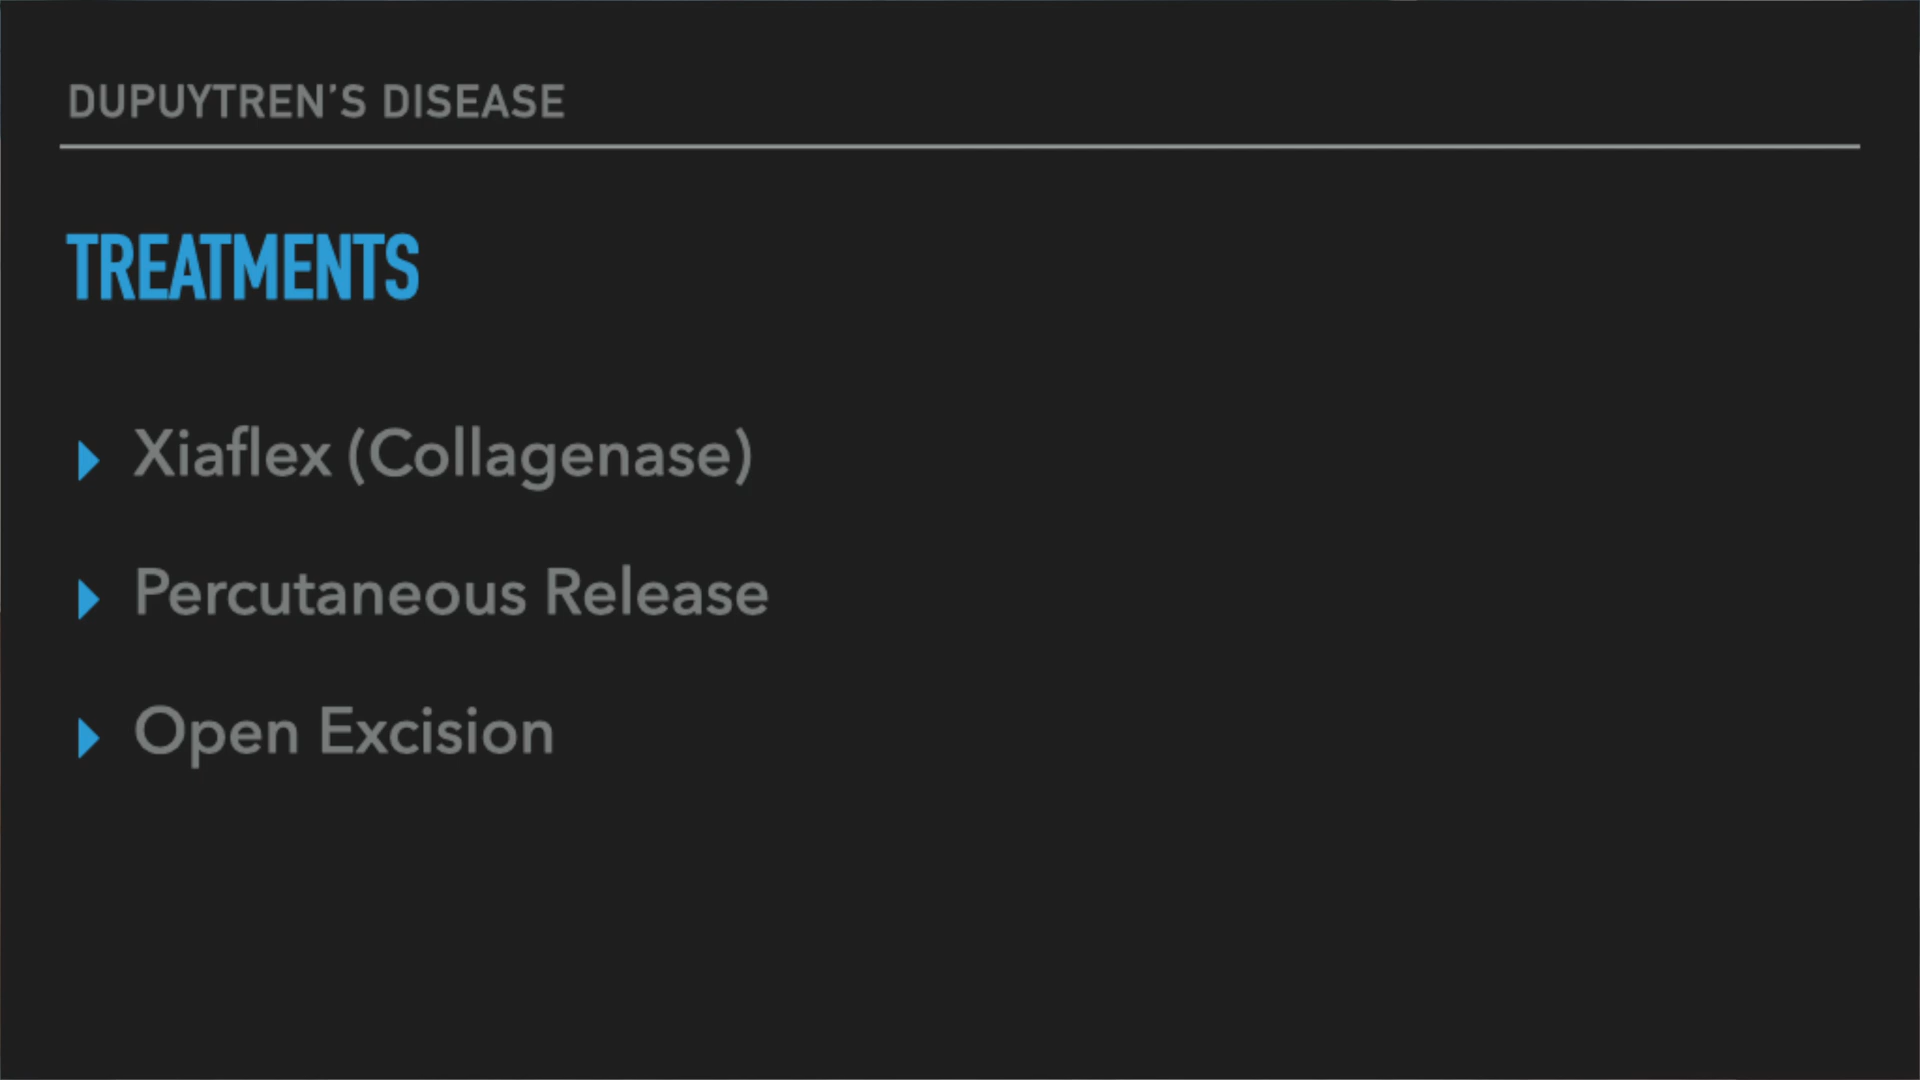 DUPUYTREN’S DISEASE
TREATMENTS
Xiaflex (Collagenase)
Percutaneous Release
Open Excision